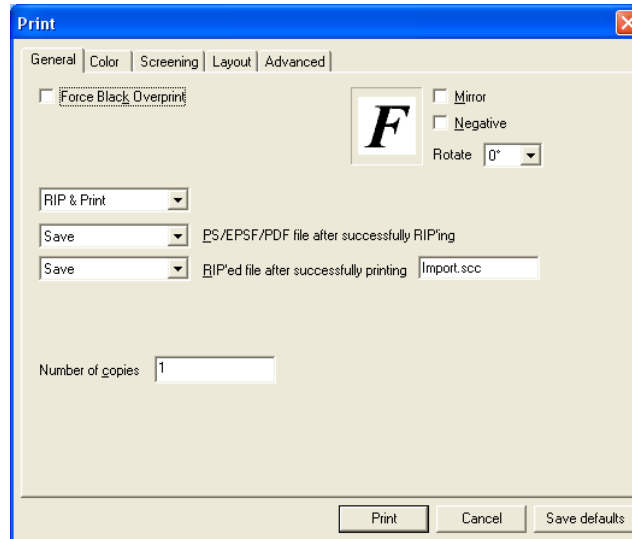 Print
General Color Screening Layout Advanced
Force Black Overprint
F
Mirror
Negative
Rotate 0°
RIP & Print
Save PS/EPSF/PDF file after successfully RIP'ing
Save RIP'ed file after successfully printing Import.scc
Number of copies 1
Print Cancel Save defaults